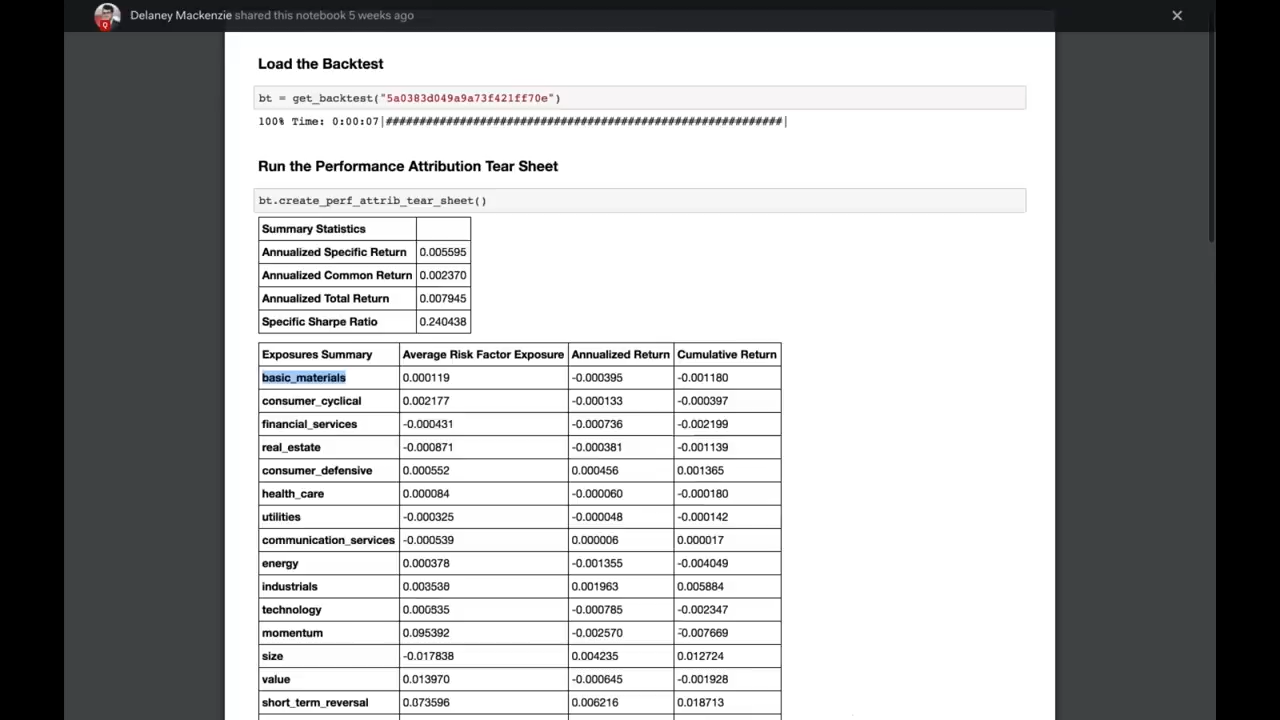 Delaney Mackenzie shared this notebook 5 weeks ago
Load the Backtest
bt = get_backtest("5a0383d049a9a73f421ff70e")
100% Time: 0:00:07|###########################################################|
Run the Performance Attribution Tear Sheet
bt.create_perf_attrib_tear_sheet()
Summary Statistics
Annualized Specific Return 0.005595
Annualized Common Return 0.002370
Annualized Total Return 0.007945
Specific Sharpe Ratio 0.240438
Exposures Summary Average Risk Factor Exposure Annualized Return Cumulative Return
basic_materials 0.000119 -0.000395 -0.001180
consumer_cyclical 0.002177 -0.000133 -0.000397
financial_services -0.000431 -0.000736 -0.002199
real_estate -0.000871 -0.000381 -0.001139
consumer_defensive 0.000552 0.000456 0.001365
health_care 0.000084 -0.000060 -0.000180
utilities -0.000325 -0.000048 -0.000142
communication_services -0.000539 0.000006 0.000017
energy 0.000378 -0.001355 -0.004049
industrials 0.003538 0.001963 0.005884
technology 0.000835 -0.000785 -0.002347
momentum 0.095392 -0.002570 -0.007669
size -0.017838 0.004235 0.012724
value 0.013970 -0.000645 -0.001928
short_term_reversal 0.073596 0.006216 0.018713